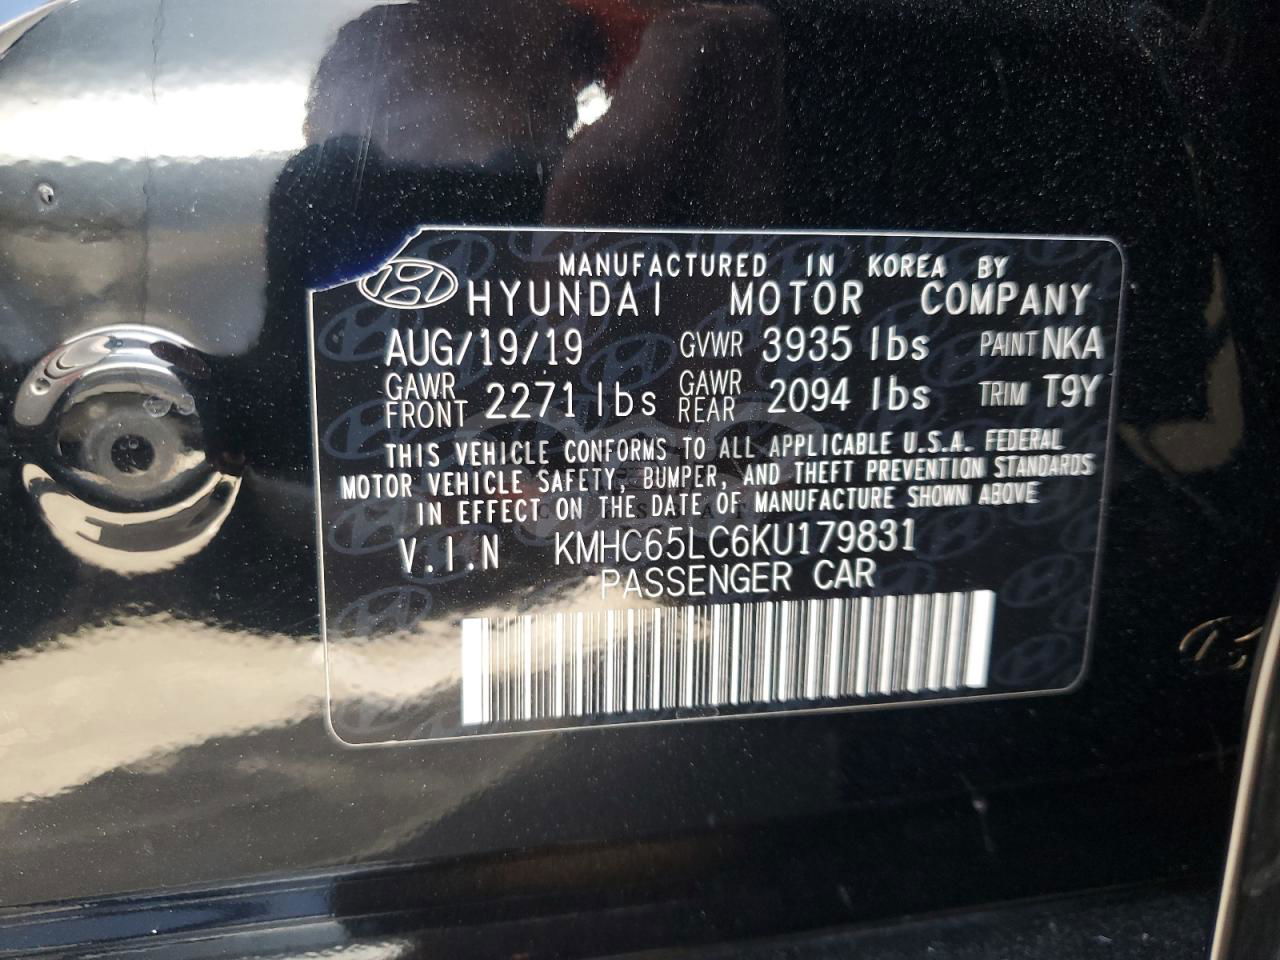 MANUFACTURED IN KOREA BY
HYUNDAI MOTOR COMPANY
AUG/19/19 GVWR 3935 lbs PAINT NKA
GAWR FRONT 2271 lbs GAWR REAR 2094 lbs TRIM T9Y
THIS VEHICLE CONFORMS TO ALL APPLICABLE U.S.A. FEDERAL
MOTOR VEHICLE SAFETY, BUMPER, AND THEFT PREVENTION STANDARDS
IN EFFECT ON THE DATE OF MANUFACTURE SHOWN ABOVE
V.I.N KMHC65LC6KU179831
PASSENGER CAR